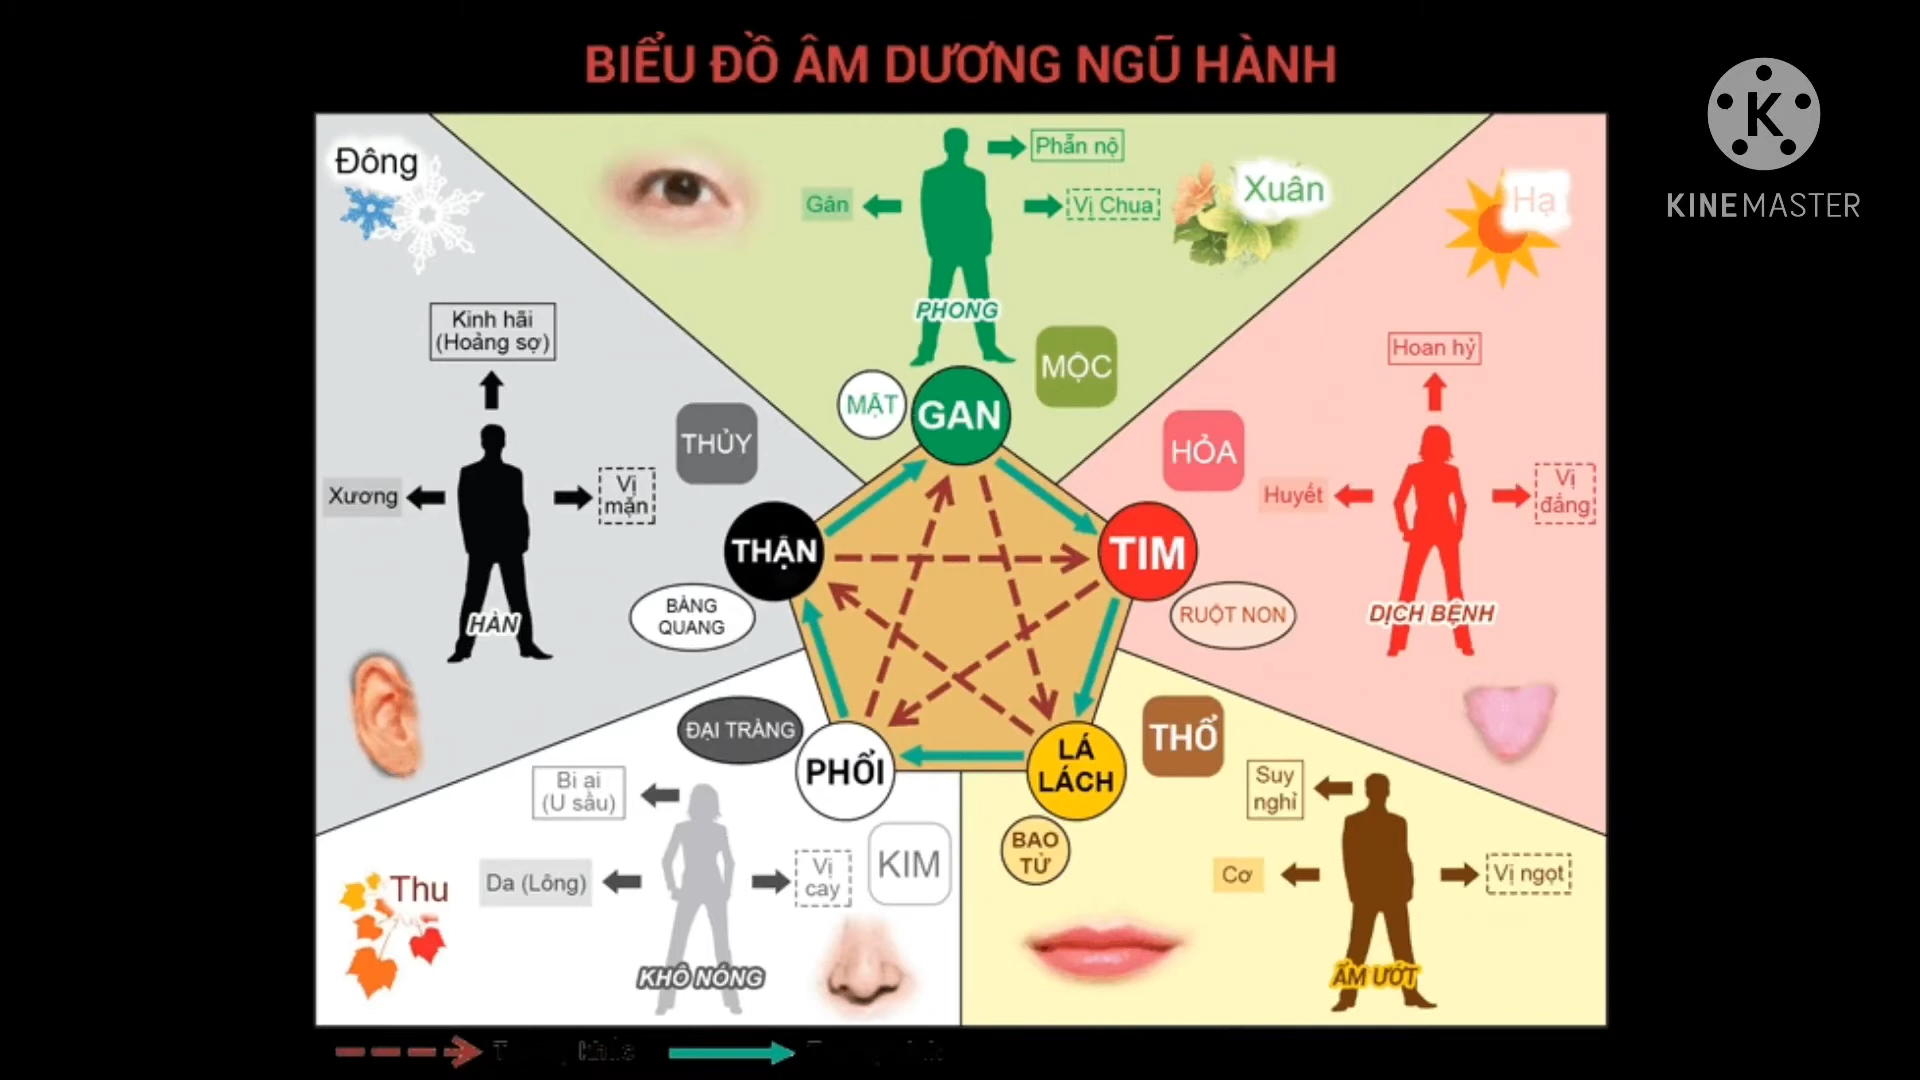 BIỂU ĐỒ ÂM DƯƠNG NGŨ HÀNH
KINEMASTER
Đông
Phẫn nộ
Gân
Vị Chua
Xuân
Hạ
PHONG
Kinh hãi
(Hoảng sợ)
MỘC
Hoan hỷ
MẬT
GAN
THỦY
HỎA
Xương
Vị
mặn
Huyết
Vị
đắng
THẬN
TIM
HÀN
BÀNG
QUANG
RUỘT NON
DỊCH BỆNH
ĐẠI TRÀNG
PHỔI
LÁ
LÁCH
THỔ
Bi ai
(U sầu)
Suy
nghỉ
BAO
TỬ
KIM
Thu
Da (Lông)
Vị
cay
Cơ
Vị ngọt
KHÔ NÓNG
ẨM ƯỚT